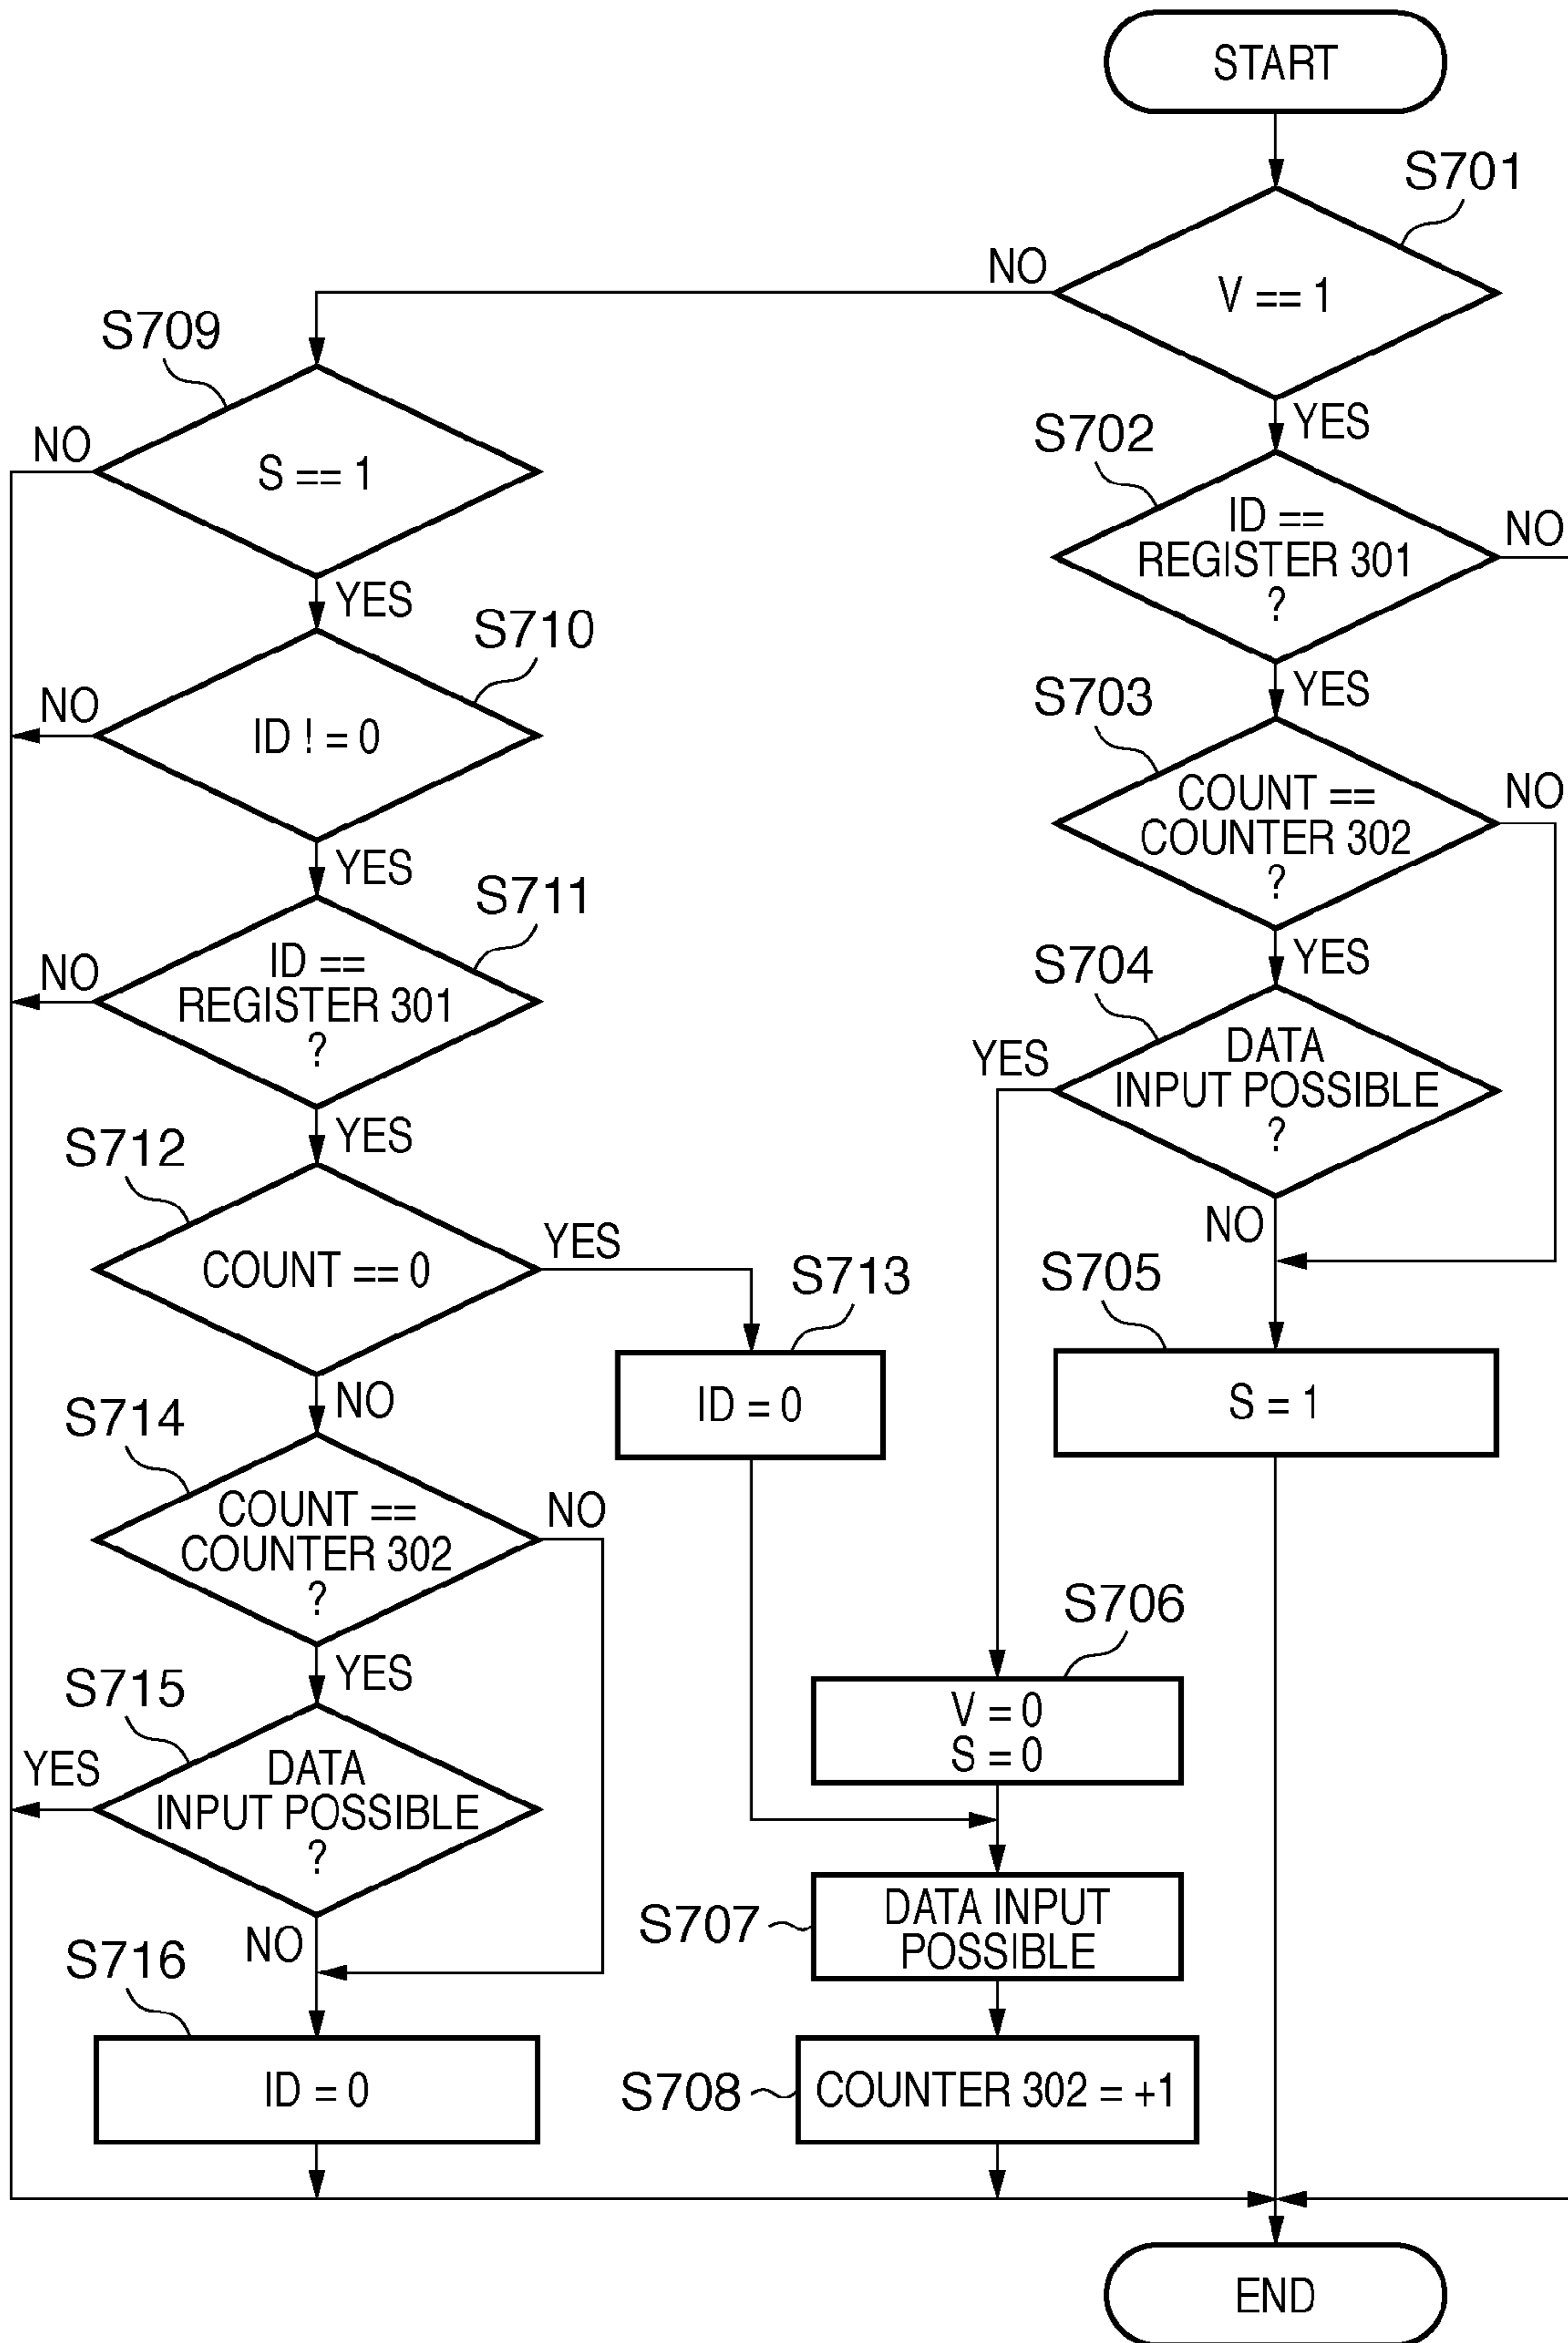 START
S701
V == 1
NO
YES
S702
ID ==
REGISTER 301
?
NO
YES
S703
COUNT ==
COUNTER 302
?
NO
YES
S704
DATA
INPUT POSSIBLE
?
YES
NO
S705
S = 1
S706
V = 0
S = 0
S707
DATA INPUT
POSSIBLE
S708
COUNTER 302 = +1
S709
S == 1
NO
YES
S710
ID ! = 0
NO
YES
S711
ID ==
REGISTER 301
?
NO
YES
S712
COUNT == 0
YES
NO
S713
ID = 0
S714
COUNT ==
COUNTER 302
?
NO
YES
S715
DATA
INPUT POSSIBLE
?
YES
NO
S716
ID = 0
END